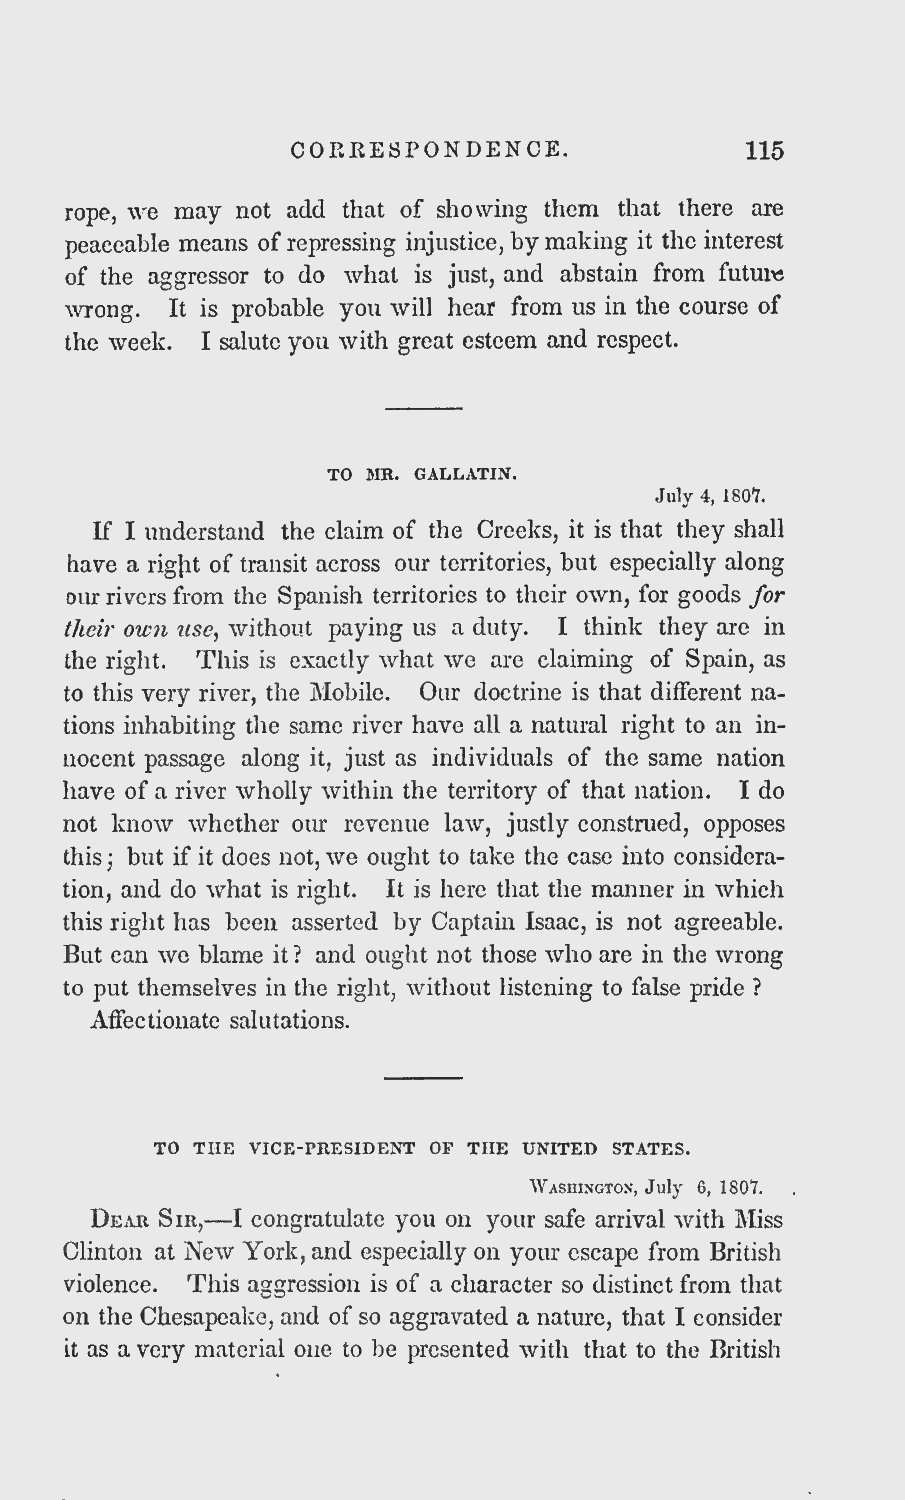 CORRESPONDENCE. 115
rope, we may not add that of showing them that there are
peaceable means of repressing injustice, by making it the interest
of the aggressor to do what is just, and abstain from future
wrong. It is probable you will hear from us in the course of
the week. I salute you with great esteem and respect.
TO MR. GALLATIN.
July 4, 1807.
If I understand the claim of the Creeks, it is that they shall
have a right of transit across our territories, but especially along
our rivers from the Spanish territories to their own, for goods for
their own use, without paying us a duty. I think they are in
the right. This is exactly what we are claiming of Spain, as
to this very river, the Mobile. Our doctrine is that different na-
tions inhabiting the same river have all a natural right to an in-
nocent passage along it, just as individuals of the same nation
have of a river wholly within the territory of that nation. I do
not know whether our revenue law, justly construed, opposes
this; but if it does not, we ought to take the case into considera-
tion, and do what is right. It is here that the manner in which
this right has been asserted by Captain Isaac, is not agreeable.
But can we blame it? and ought not those who are in the wrong
to put themselves in the right, without listening to false pride ?
Affectionate salutations.
TO THE VICE-PRESIDENT OF THE UNITED STATES.
WASHINGTON, July 6, 1807.
DEAR SIR,—I congratulate you on your safe arrival with Miss
Clinton at New York, and especially on your escape from British
violence. This aggression is of a character so distinct from that
on the Chesapeake, and of so aggravated a nature, that I consider
it as a very material one to be presented with that to the British